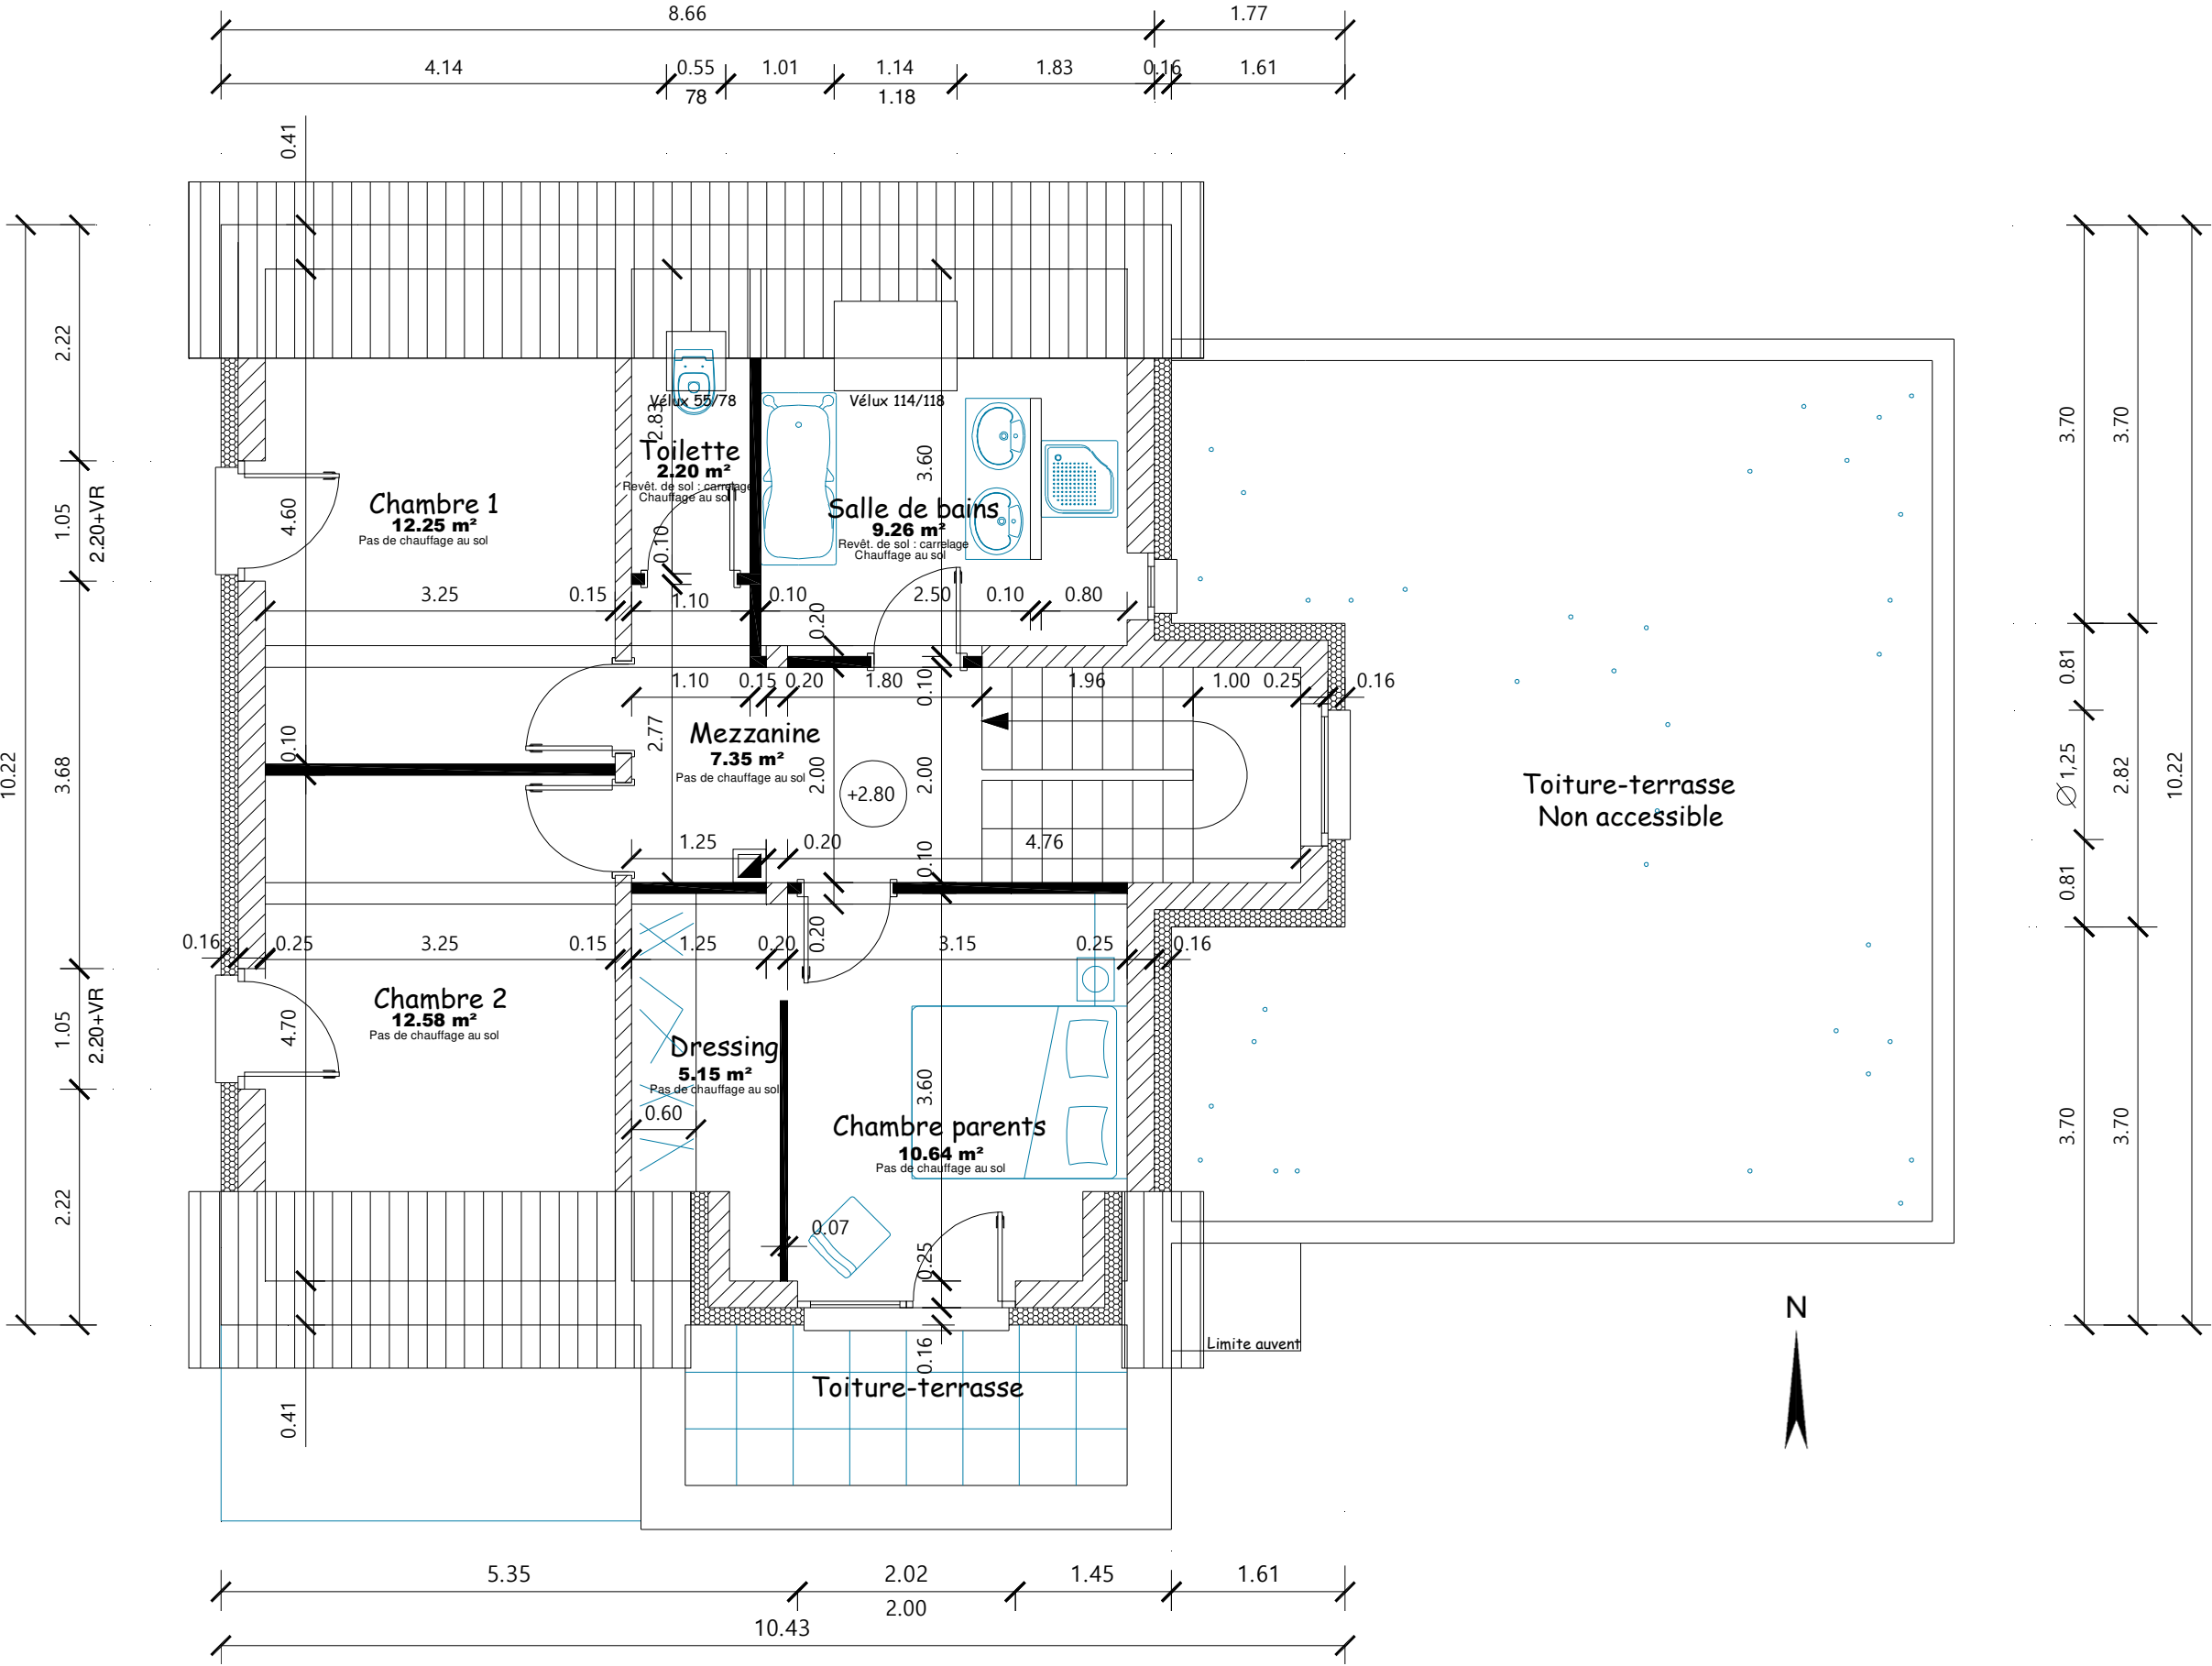 8.66
1.77
4.14
0.55
1.01
1.14
1.83
0.16
1.61
78
1.18
0.41
2.22
1.05
2.20+VR
3.68
10.22
1.05
2.20+VR
2.22
3.70
3.70
0.81
∅ 1,25
2.82
10.22
0.81
3.70
3.70
Vélux 55/78
Vélux 114/118
2.83
Toilette
2.20 m²
Revêt. de sol : carrelage
Chauffage au sol
3.60
Chambre 1
12.25 m²
Pas de chauffage au sol
4.60
Salle de bains
9.26 m²
Revêt. de sol : carrelage
Chauffage au sol
0.10
3.25
0.15
1.10
0.10
0.20
2.50
0.10
0.80
1.10
0.15
0.20
1.80
0.10
1.96
1.00
0.25
0.16
Mezzanine
7.35 m²
Pas de chauffage au sol
0.10
2.77
2.00
2.00
+2.80
Toiture-terrasse
Non accessible
1.25
0.20
0.10
4.76
0.16
0.25
3.25
0.15
1.25
0.20
0.20
3.15
0.25
0.16
Chambre 2
12.58 m²
Pas de chauffage au sol
4.70
Dressing
5.15 m²
Pas de chauffage au sol
0.60
3.60
Chambre parents
10.64 m²
Pas de chauffage au sol
0.07
0.25
0.16
N
Limite auvent
Toiture-terrasse
0.41
5.35
2.02
1.45
1.61
2.00
10.43